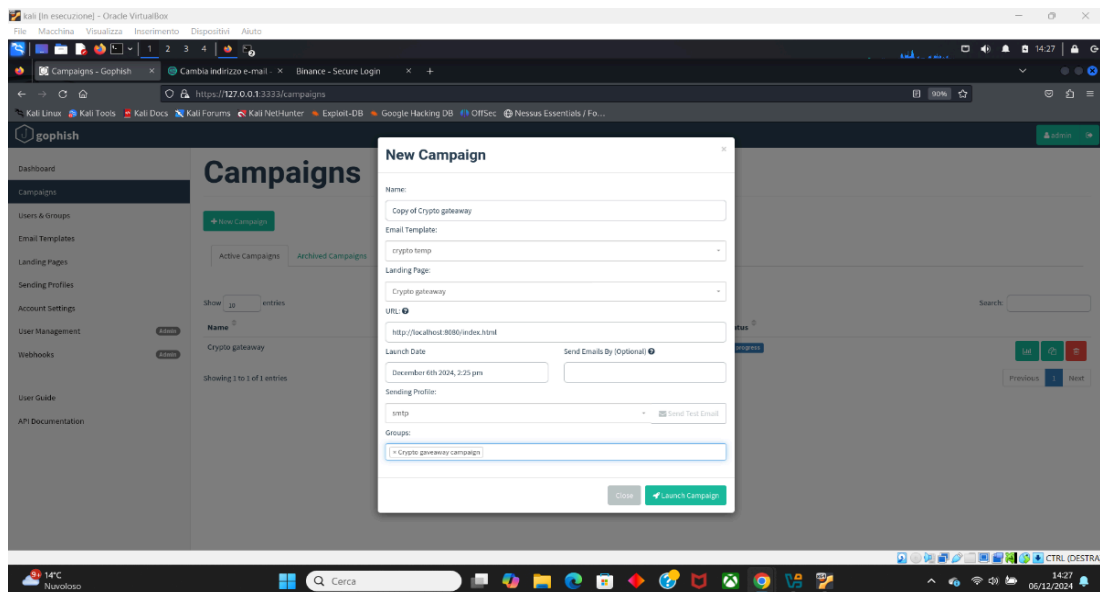 kali [In esecuzione] - Oracle VirtualBox
File Macchina Visualizza Inserimento Dispositivi Aiuto
1 2 3 4 14:27
Campaigns - Gophish Cambia indirizzo e-mail - Binance - Secure Login
https://127.0.0.1:3333/campaigns 90%
Kali Linux Kali Tools Kali Docs Kali Forums Kali NetHunter Exploit-DB Google Hacking DB OffSec Nessus Essentials / Fo...
gophish admin
Dashboard
Campaigns
Users & Groups
Email Templates
Landing Pages
Sending Profiles
Account Settings
User Management Admin
Webhooks Admin
User Guide
API Documentation
Campaigns
+ New Campaign
Active Campaigns Archived Campaigns
Show 10 entries Search:
Name tus
Crypto gateaway progress
Showing 1 to 1 of 1 entries Previous 1 Next
New Campaign ×
Name:
Copy of Crypto gateaway
Email Template:
crypto temp
Landing Page:
Crypto gateaway
URL:
http://localhost:8080/index.html
Launch Date Send Emails By (Optional)
December 6th 2024, 2:25 pm
Sending Profile:
smtp Send Test Email
Groups:
× Crypto gaveaway campaign
Close Launch Campaign
CTRL (DESTRA
14°C
Nuvoloso
Cerca
14:27
06/12/2024